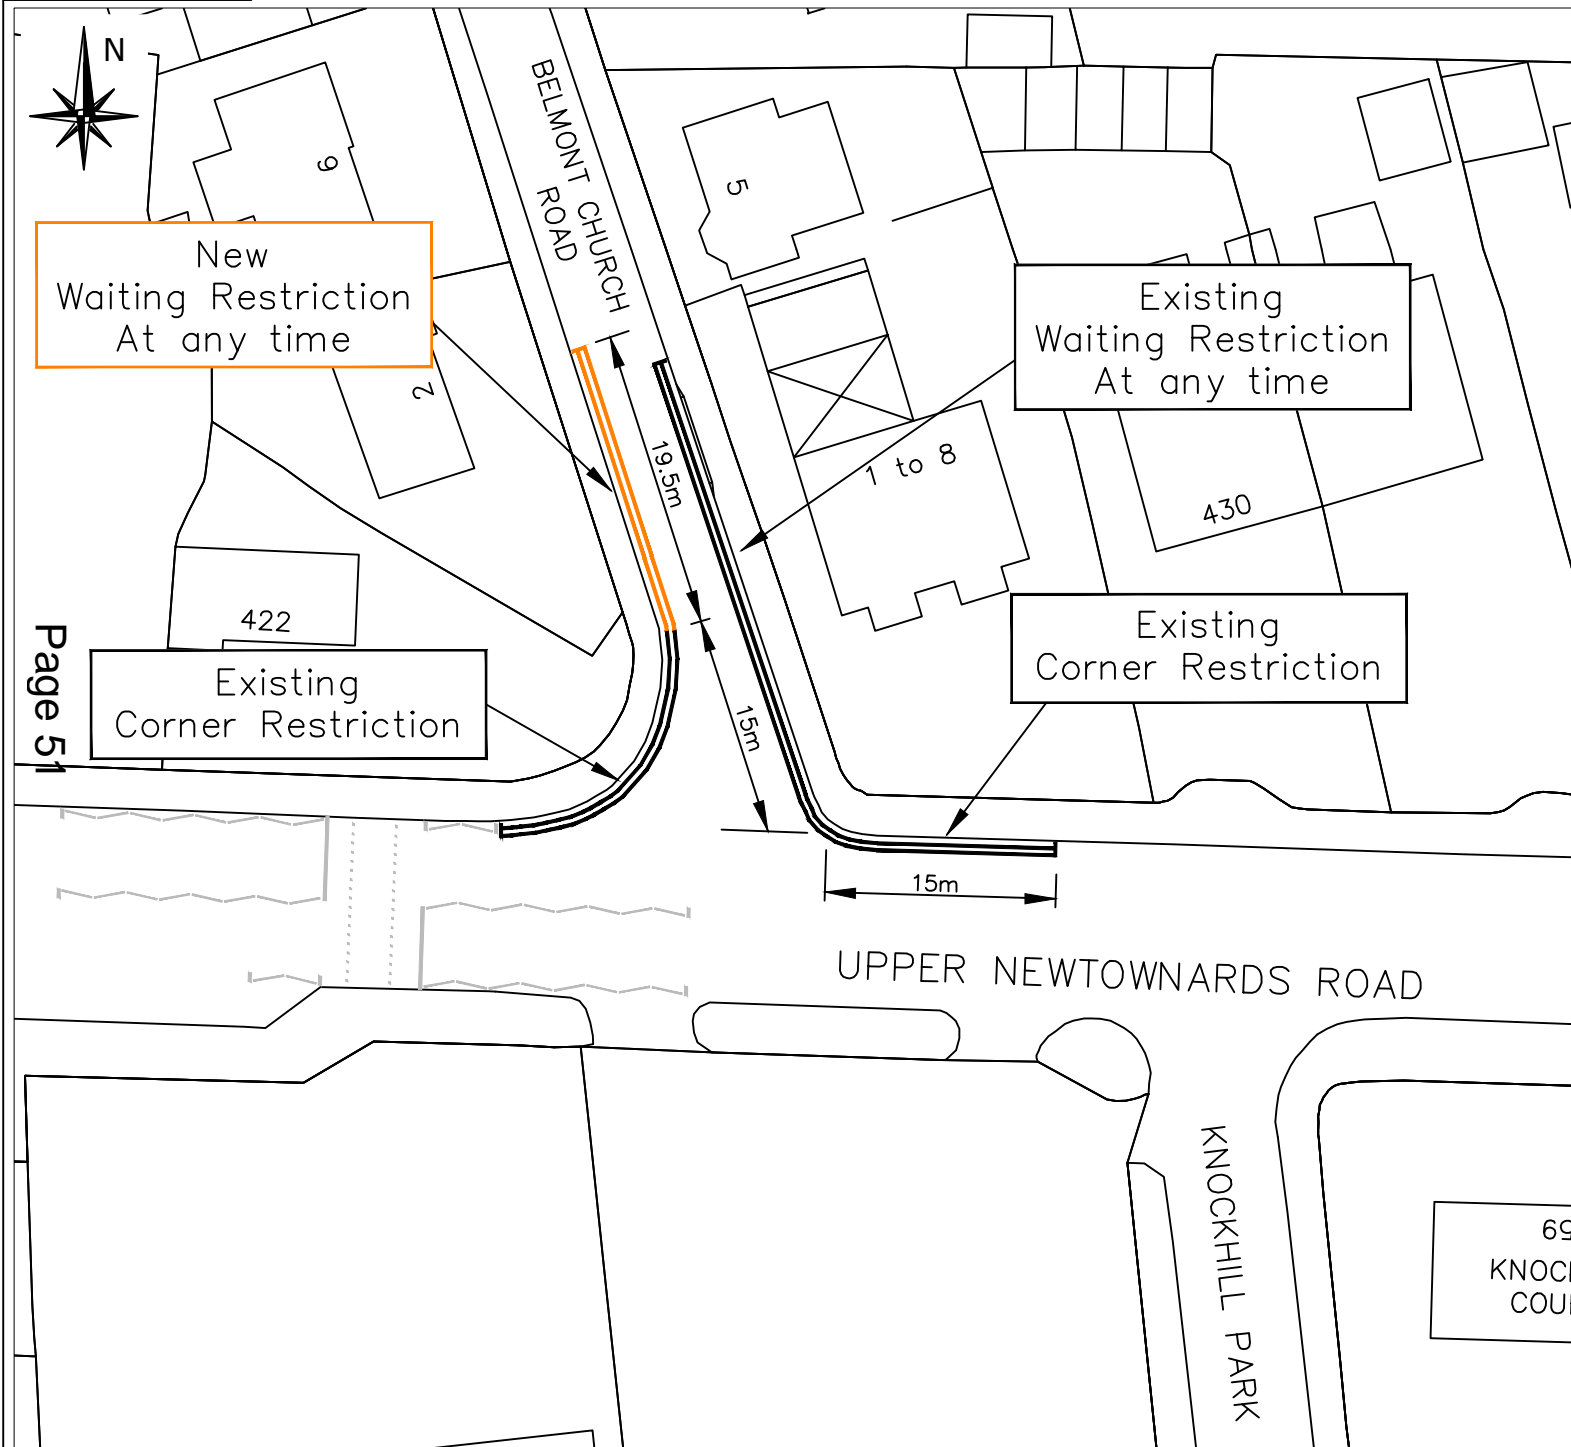 N
BELMONT CHURCH
ROAD
9
5
New
Waiting Restriction
At any time
Existing
Waiting Restriction
At any time
2
19.5m
1 to 8
430
422
Existing
Corner Restriction
Existing
Corner Restriction
Page 51
15m
15m
UPPER NEWTOWNARDS ROAD
KNOCKHILL PARK
69